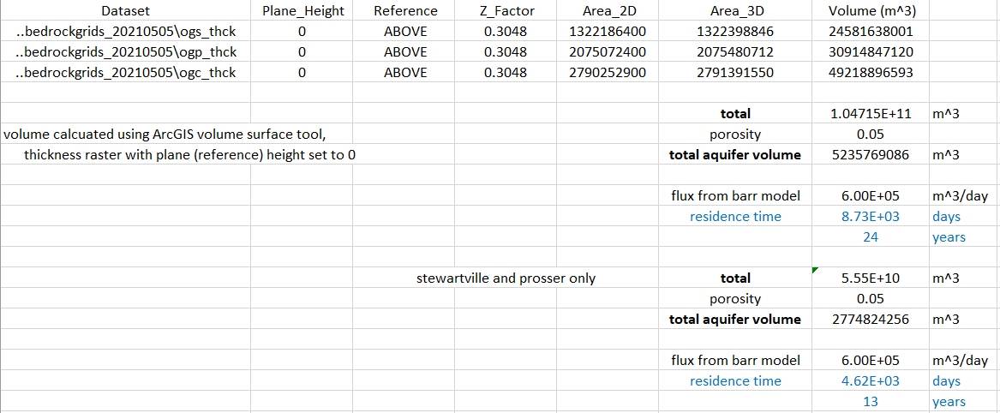 Dataset Plane_Height Reference Z_Factor Area_2D Area_3D Volume (m^3)
..bedrockgrids_20210505\ogs_thck 0 ABOVE 0.3048 1322186400 1322398846 24581638001
..bedrockgrids_20210505\ogp_thck 0 ABOVE 0.3048 2075072400 2075480712 30914847120
..bedrockgrids_20210505\ogc_thck 0 ABOVE 0.3048 2790252900 2791391550 49218896593
total 1.04715E+11 m^3
volume calcuated using ArcGIS volume surface tool, porosity 0.05
thickness raster with plane (reference) height set to 0 total aquifer volume 5235769086 m^3
flux from barr model 6.00E+05 m^3/day
residence time 8.73E+03 days
24 years
stewartville and prosser only total 5.55E+10 m^3
porosity 0.05
total aquifer volume 2774824256 m^3
flux from barr model 6.00E+05 m^3/day
residence time 4.62E+03 days
13 years